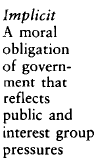 Implicit
A moral
obligation
of govern-
ment that
reflects
public and
interest group
pressures